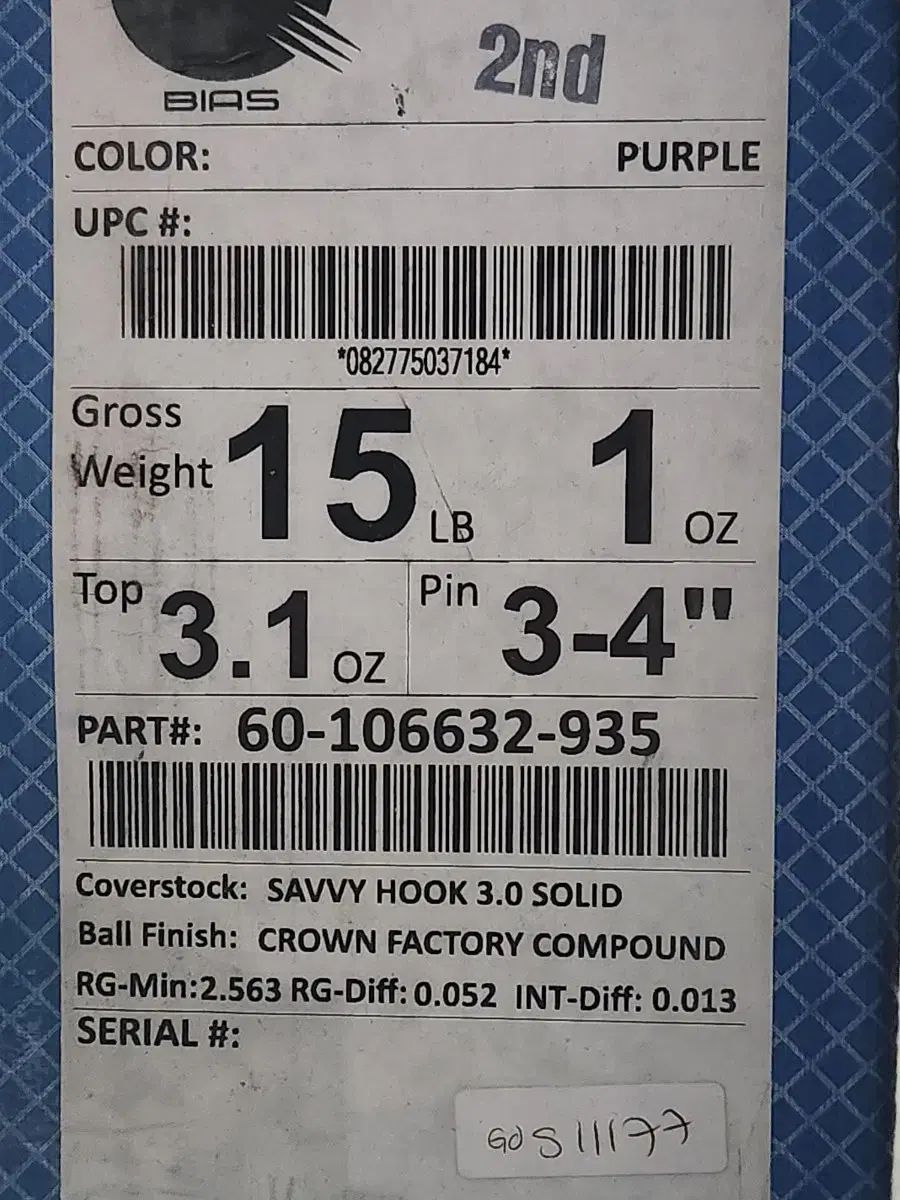 BIAS
2nd
COLOR: PURPLE
UPC #:
*082775037184*
Gross Weight 15 LB 1 OZ
Top 3.1 OZ Pin 3-4"
PART#: 60-106632-935
Coverstock: SAVVY HOOK 3.0 SOLID
Ball Finish: CROWN FACTORY COMPOUND
RG-Min:2.563 RG-Diff: 0.052 INT-Diff: 0.013
SERIAL #:
GOS11177